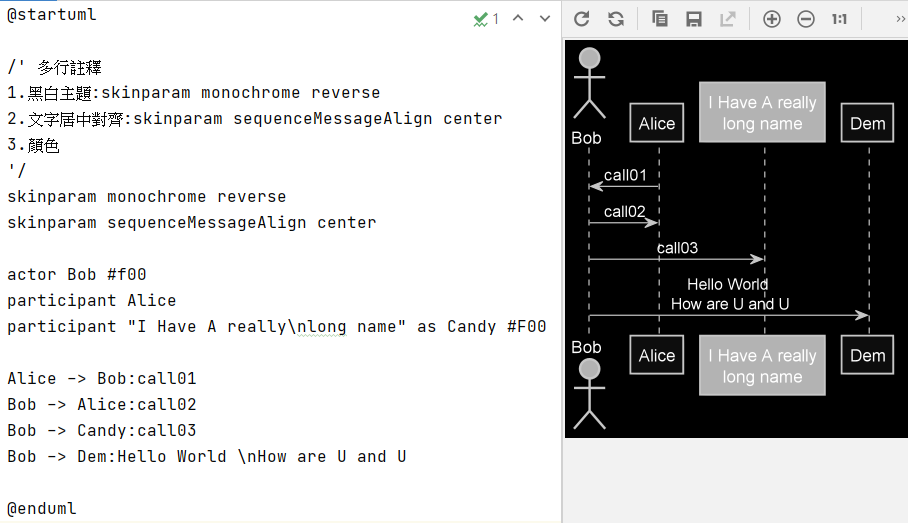 @startuml
1
1:1
/' 多行註釋
1.黑白主題:skinparam monochrome reverse
2.文字居中對齊:skinparam sequenceMessageAlign center
3.顏色
'/
skinparam monochrome reverse
skinparam sequenceMessageAlign center
actor Bob #f00
participant Alice
participant "I Have A really\nlong name" as Candy #F00
Alice -> Bob:call01
Bob -> Alice:call02
Bob -> Candy:call03
Bob -> Dem:Hello World \nHow are U and U
@enduml
Bob
Alice
I Have A really
long name
Dem
call01
call02
call03
Hello World
How are U and U
Bob
Alice
I Have A really
long name
Dem